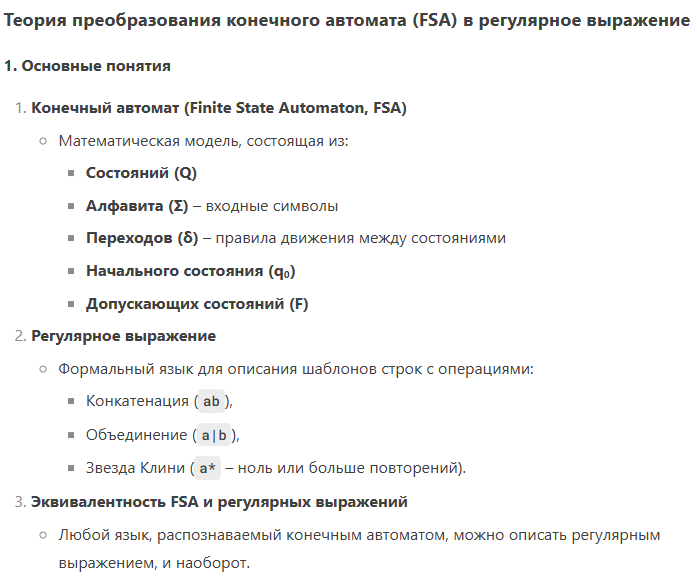 Теория преобразования конечного автомата (FSA) в регулярное выражение
1. Основные понятия
1. Конечный автомат (Finite State Automaton, FSA)
Математическая модель, состоящая из:
Состояний (Q)
Алфавита (Σ) – входные символы
Переходов (δ) – правила движения между состояниями
Начального состояния (q₀)
Допускающих состояний (F)
2. Регулярное выражение
Формальный язык для описания шаблонов строк с операциями:
Конкатенация (ab),
Объединение (a|b),
Звезда Клини (a* – ноль или больше повторений).
3. Эквивалентность FSA и регулярных выражений
Любой язык, распознаваемый конечным автоматом, можно описать регулярным
выражением, и наоборот.